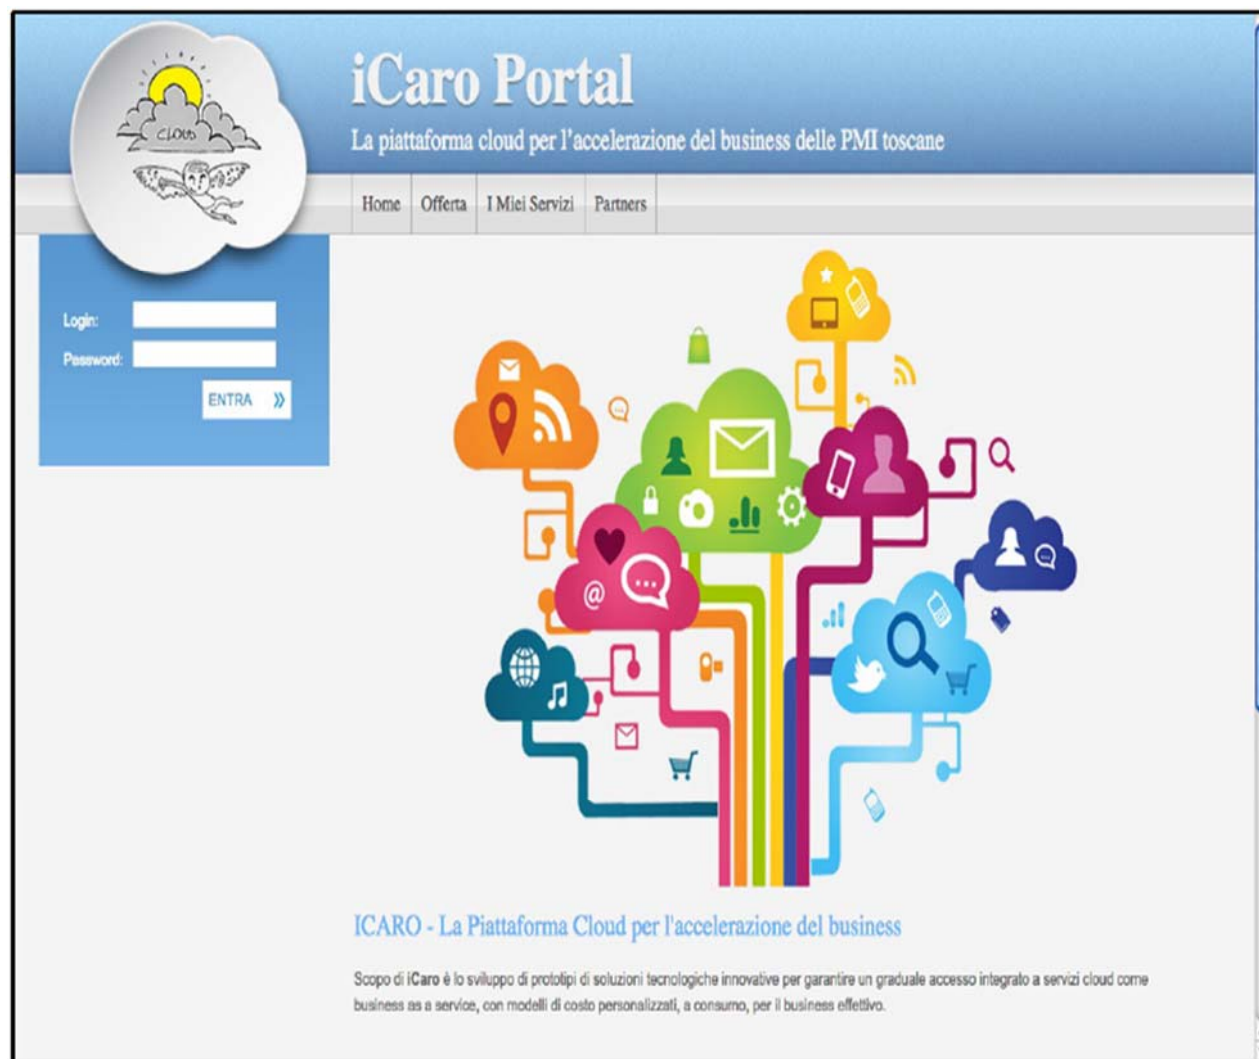 CLOUD
iCaro Portal
La piattaforma cloud per l'accelerazione del business delle PMI toscane
Home Offerta I Miei Servizi Partners
Login:
Password:
ENTRA »
@
ICARO - La Piattaforma Cloud per l'accelerazione del business
Scopo di iCaro è lo sviluppo di prototipi di soluzioni tecnologiche innovative per garantire un graduale accesso integrato a servizi cloud come
business as a service, con modelli di costo personalizzati, a consumo, per il business effettivo.